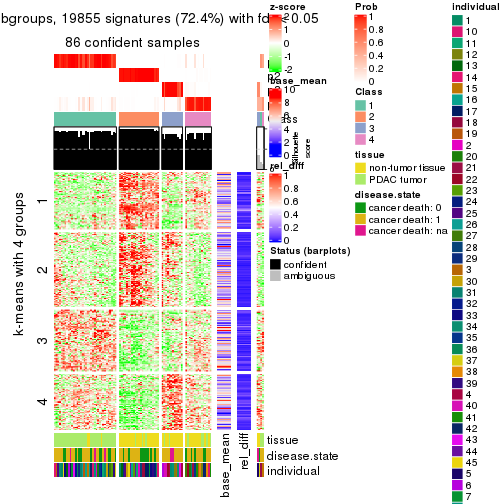 bgroups, 19855 signatures (72.4%) with fdr < 0.05
86 confident samples
k-means with 4 groups
1
2
3
4
base_mean
rel_diff
tissue
disease.state
individual
z-score
2
1
0
-1
-2
base_mean
10
8
6
4
2
0
silhouette
score
rel_diff
1
0.8
0.6
0.4
0.2
0
Status (barplots)
confident
ambiguous
Prob
1
0.8
0.6
0.4
0.2
0
Class
1
2
3
4
tissue
non-tumor tissue
PDAC tumor
disease.state
cancer death: 0
cancer death: 1
cancer death: na
individual
1
10
11
12
13
14
15
16
17
18
19
2
20
21
22
23
24
25
26
27
28
29
3
30
31
32
33
34
35
36
37
38
39
4
40
41
42
43
44
45
5
6
7